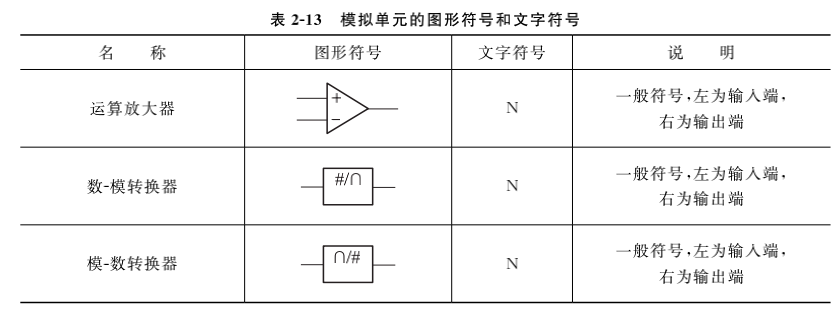 表 2-13 模拟单元的图形符号和文字符号
名 称 图形符号 文字符号 说 明
运算放大器 + - N 一般符号,左为输入端,
右为输出端
数-模转换器 #/∩ N 一般符号,左为输入端,
右为输出端
模-数转换器 ∩/# N 一般符号,左为输入端,
右为输出端